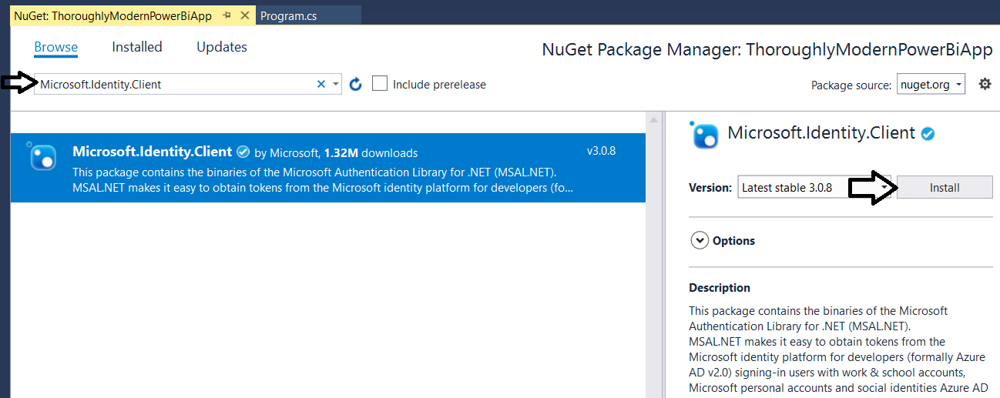 NuGet: ThoroughlyModernPowerBiApp Program.cs
Browse Installed Updates
NuGet Package Manager: ThoroughlyModernPowerBiApp
Microsoft.Identity.Client
Include prerelease
Package source: nuget.org
Microsoft.Identity.Client by Microsoft, 1.32M downloads
v3.0.8
This package contains the binaries of the Microsoft Authentication Library for .NET (MSAL.NET).
MSAL.NET makes it easy to obtain tokens from the Microsoft identity platform for developers (fo...
Microsoft.Identity.Client
Version: Latest stable 3.0.8 Install
Options
Description
This package contains the binaries of the Microsoft
Authentication Library for .NET (MSAL.NET).
MSAL.NET makes it easy to obtain tokens from the
Microsoft identity platform for developers (formally Azure
AD v2.0) signing-in users with work & school accounts,
Microsoft personal accounts and social identities Azure AD